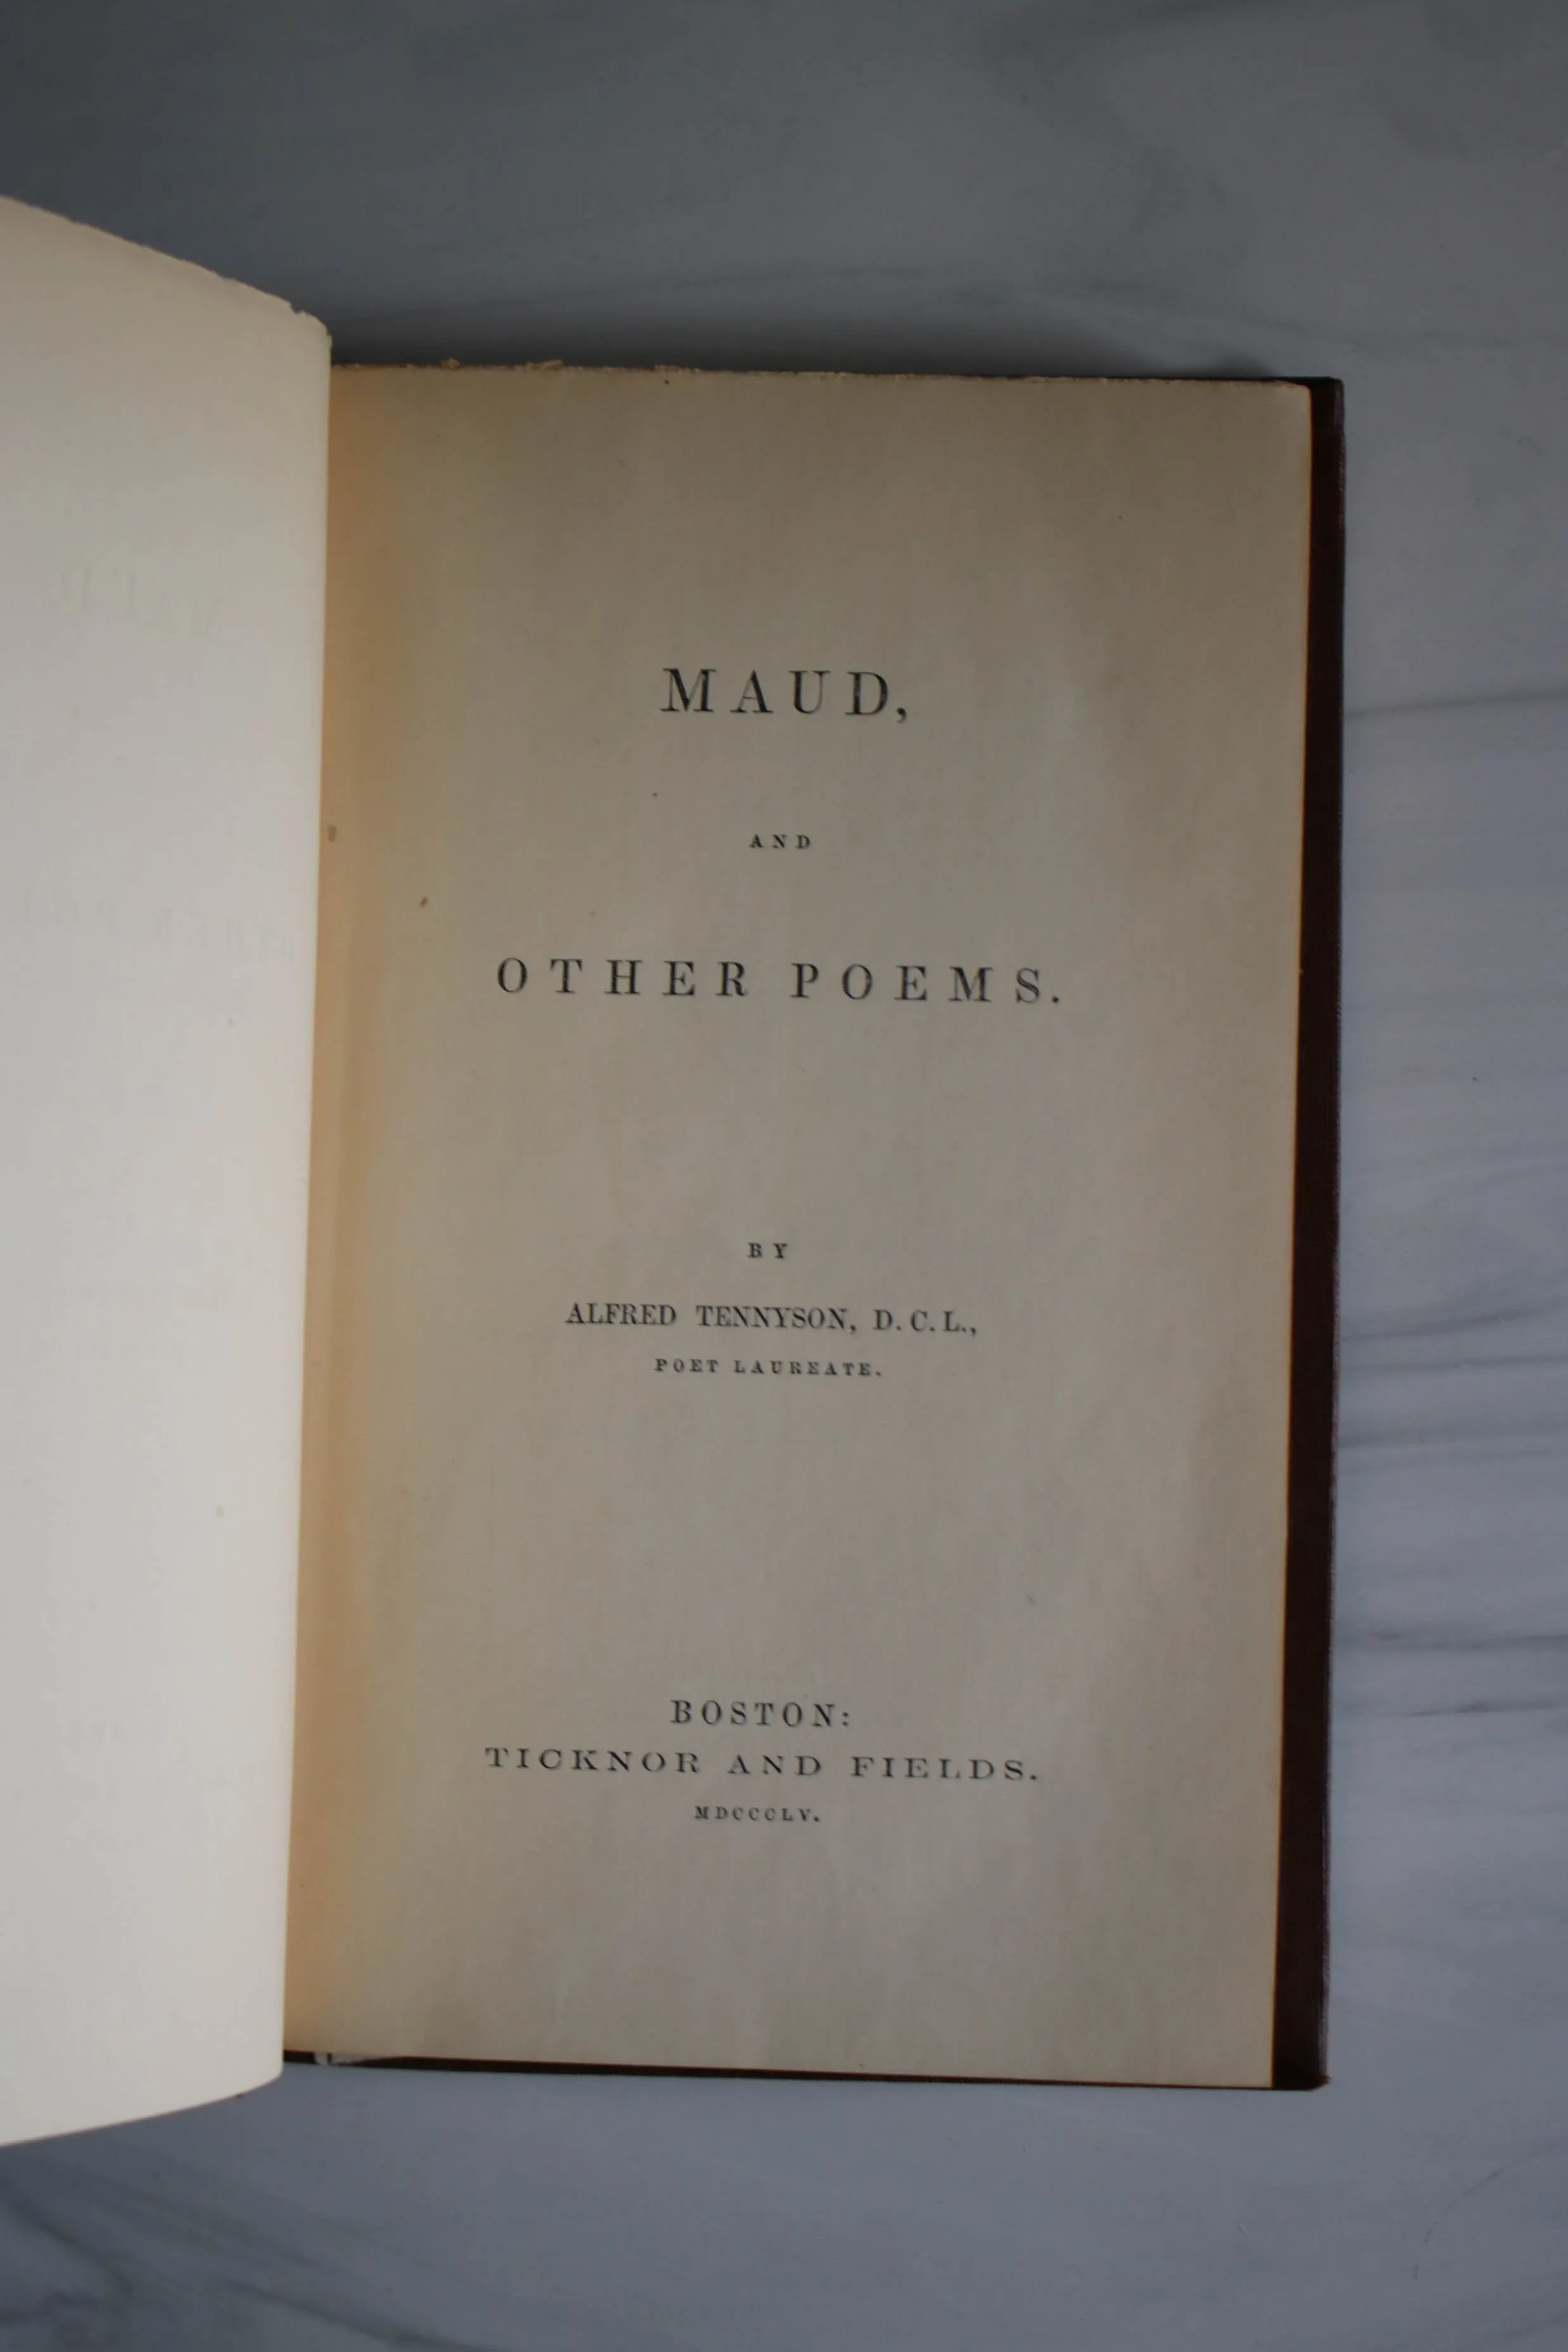 MAUD,
AND
OTHER POEMS.
BY
ALFRED TENNYSON, D.C.L.,
POET LAUREATE.
BOSTON:
TICKNOR AND FIELDS.
MDCCCLV.